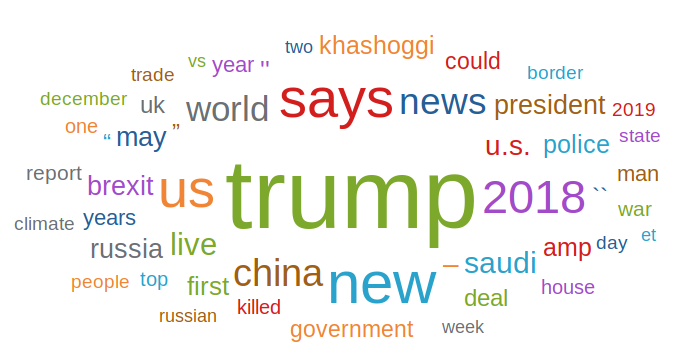 two khashoggi could
vs year " border
trade
december uk world says news president 2019
one “ may ” u.s. police state
report brexit us trump 2018 `` man
climate years war
russia live day et
people top first china new – saudi amp
house
russian killed government deal week